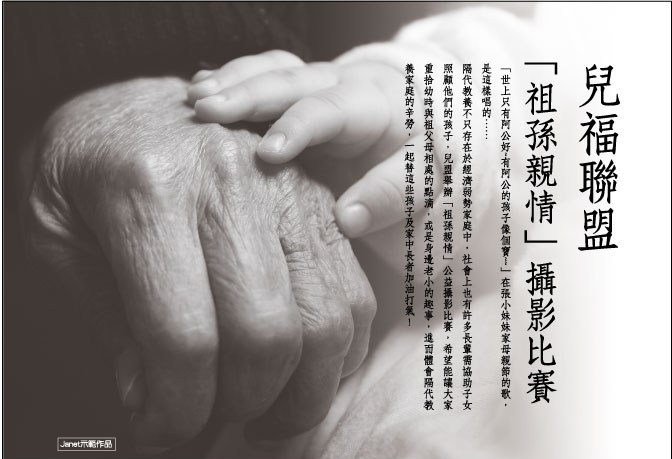 兒福聯盟
「祖孫親情」攝影比賽
「世上只有阿公好，有阿公的孩子像個寶～」在張小妹妹家母親節的歌，
是這樣唱的……
隔代教養不只存在於經濟弱勢家庭中，社會上也有許多長輩需協助子女
照顧他們的孩子，兒盟舉辦「祖孫親情」公益攝影比賽，希望能讓大家
重拾幼時與祖父母相處的點滴，或是身邊老小的趣事，進而體會隔代教
養家庭的辛勞，一起替這些孩子及家中長者加油打氣！
Janet示範作品